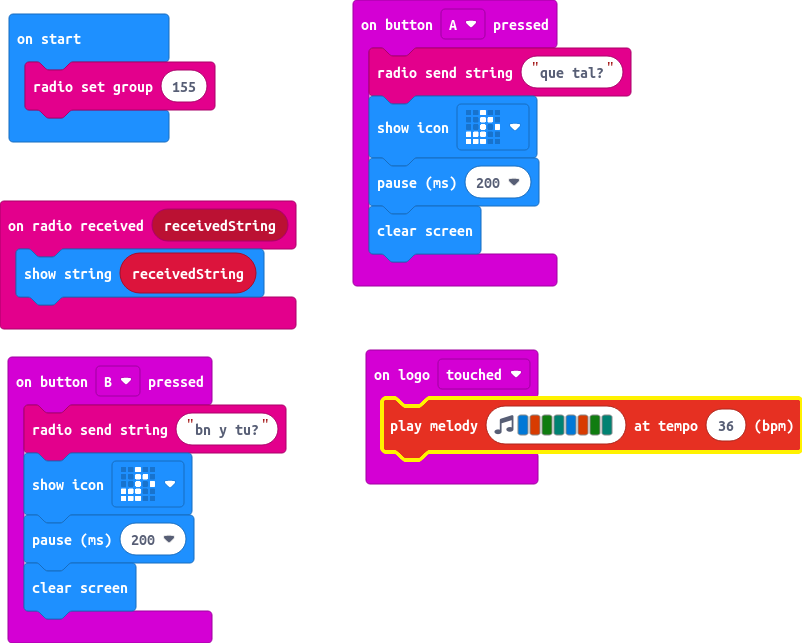 on start
radio set group 155
on button A pressed
radio send string "que tal?"
show icon
pause (ms) 200
clear screen
on radio received receivedString
show string receivedString
on button B pressed
radio send string "bn y tu?"
show icon
pause (ms) 200
clear screen
on logo touched
play melody at tempo 36 (bpm)